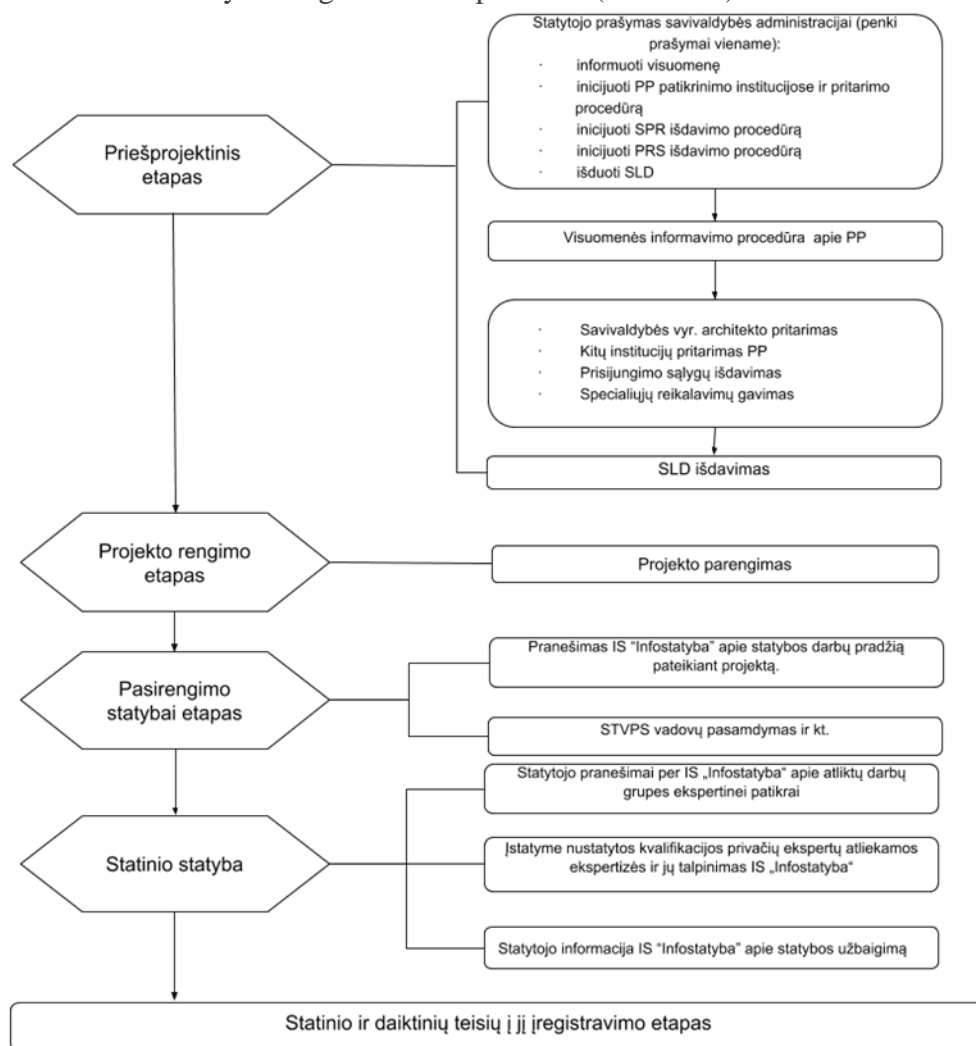 Statytojo prašymas savivaldybės administracijai (penki
prašymai viename):
· informuoti visuomenę
· inicijuoti PP patikrinimo institucijose ir pritarimo
procedūrą
· inicijuoti SPR išdavimo procedūrą
· inicijuoti PRS išdavimo procedūrą
· išduoti SLD
Priešprojektinis
etapas
Visuomenės informavimo procedūra apie PP
· Savivaldybės vyr. architekto pritarimas
· Kitų institucijų pritarimas PP
· Prisijungimo sąlygų išdavimas
· Specialiųjų reikalavimų gavimas
SLD išdavimas
Projekto rengimo
etapas
Projekto parengimas
Pasirengimo
statybai etapas
Pranešimas IS “Infostatyba” apie statybos darbų pradžią
pateikiant projektą.
STVPS vadovų pasamdymas ir kt.
Statinio statyba
Statytojo pranešimai per IS „Infostatyba“ apie atliktų darbų
grupes ekspertinei patikrai
Įstatyme nustatytos kvalifikacijos privačių ekspertų atliekamos
ekspertizės ir jų talpinimas IS „Infostatyba“
Statytojo informacija IS “Infostatyba” apie statybos užbaigimą
Statinio ir daiktinių teisių į jį įregistravimo etapas